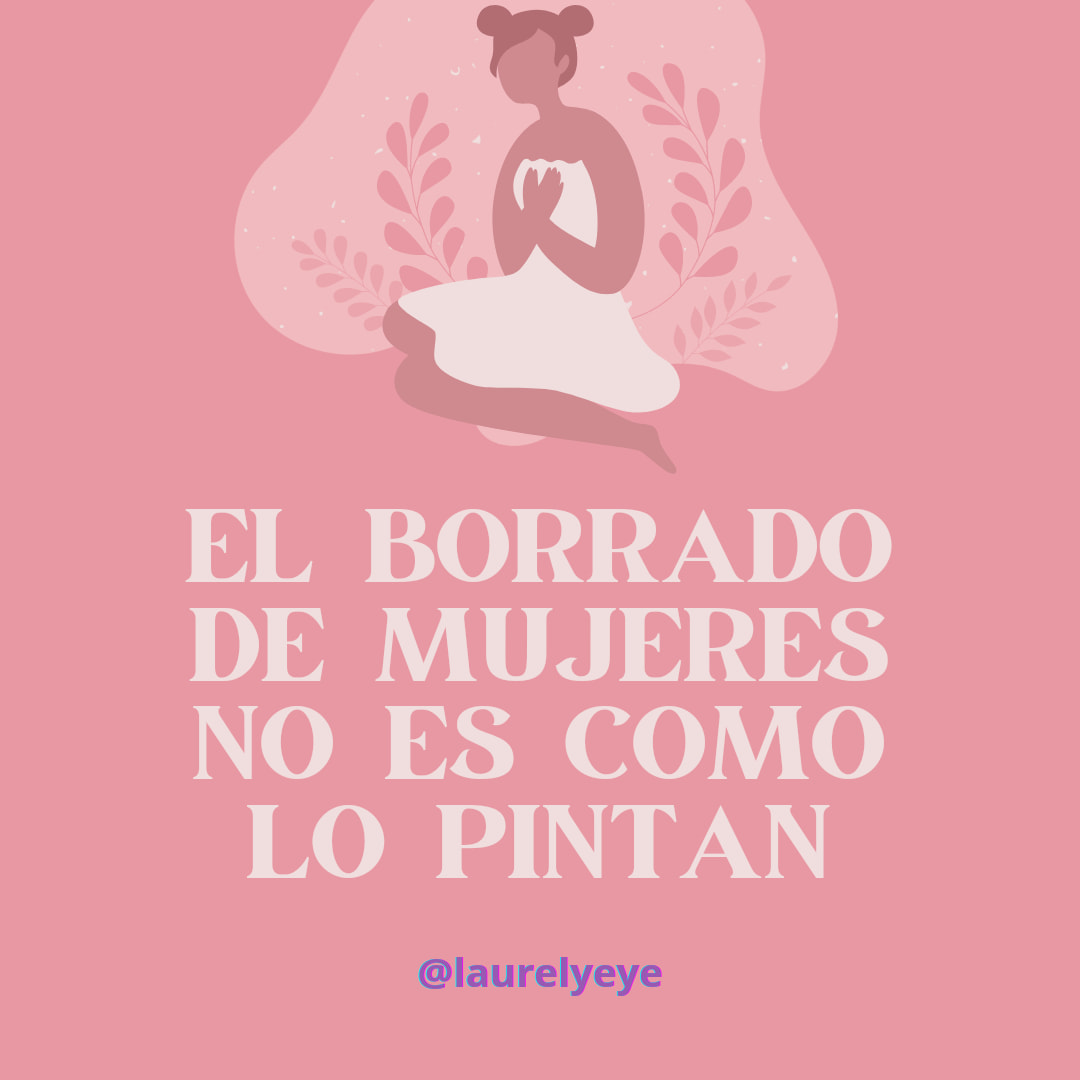 EL BORRADO
DE MUJERES
NO ES COMO
LO PINTAN
@laurelyeye